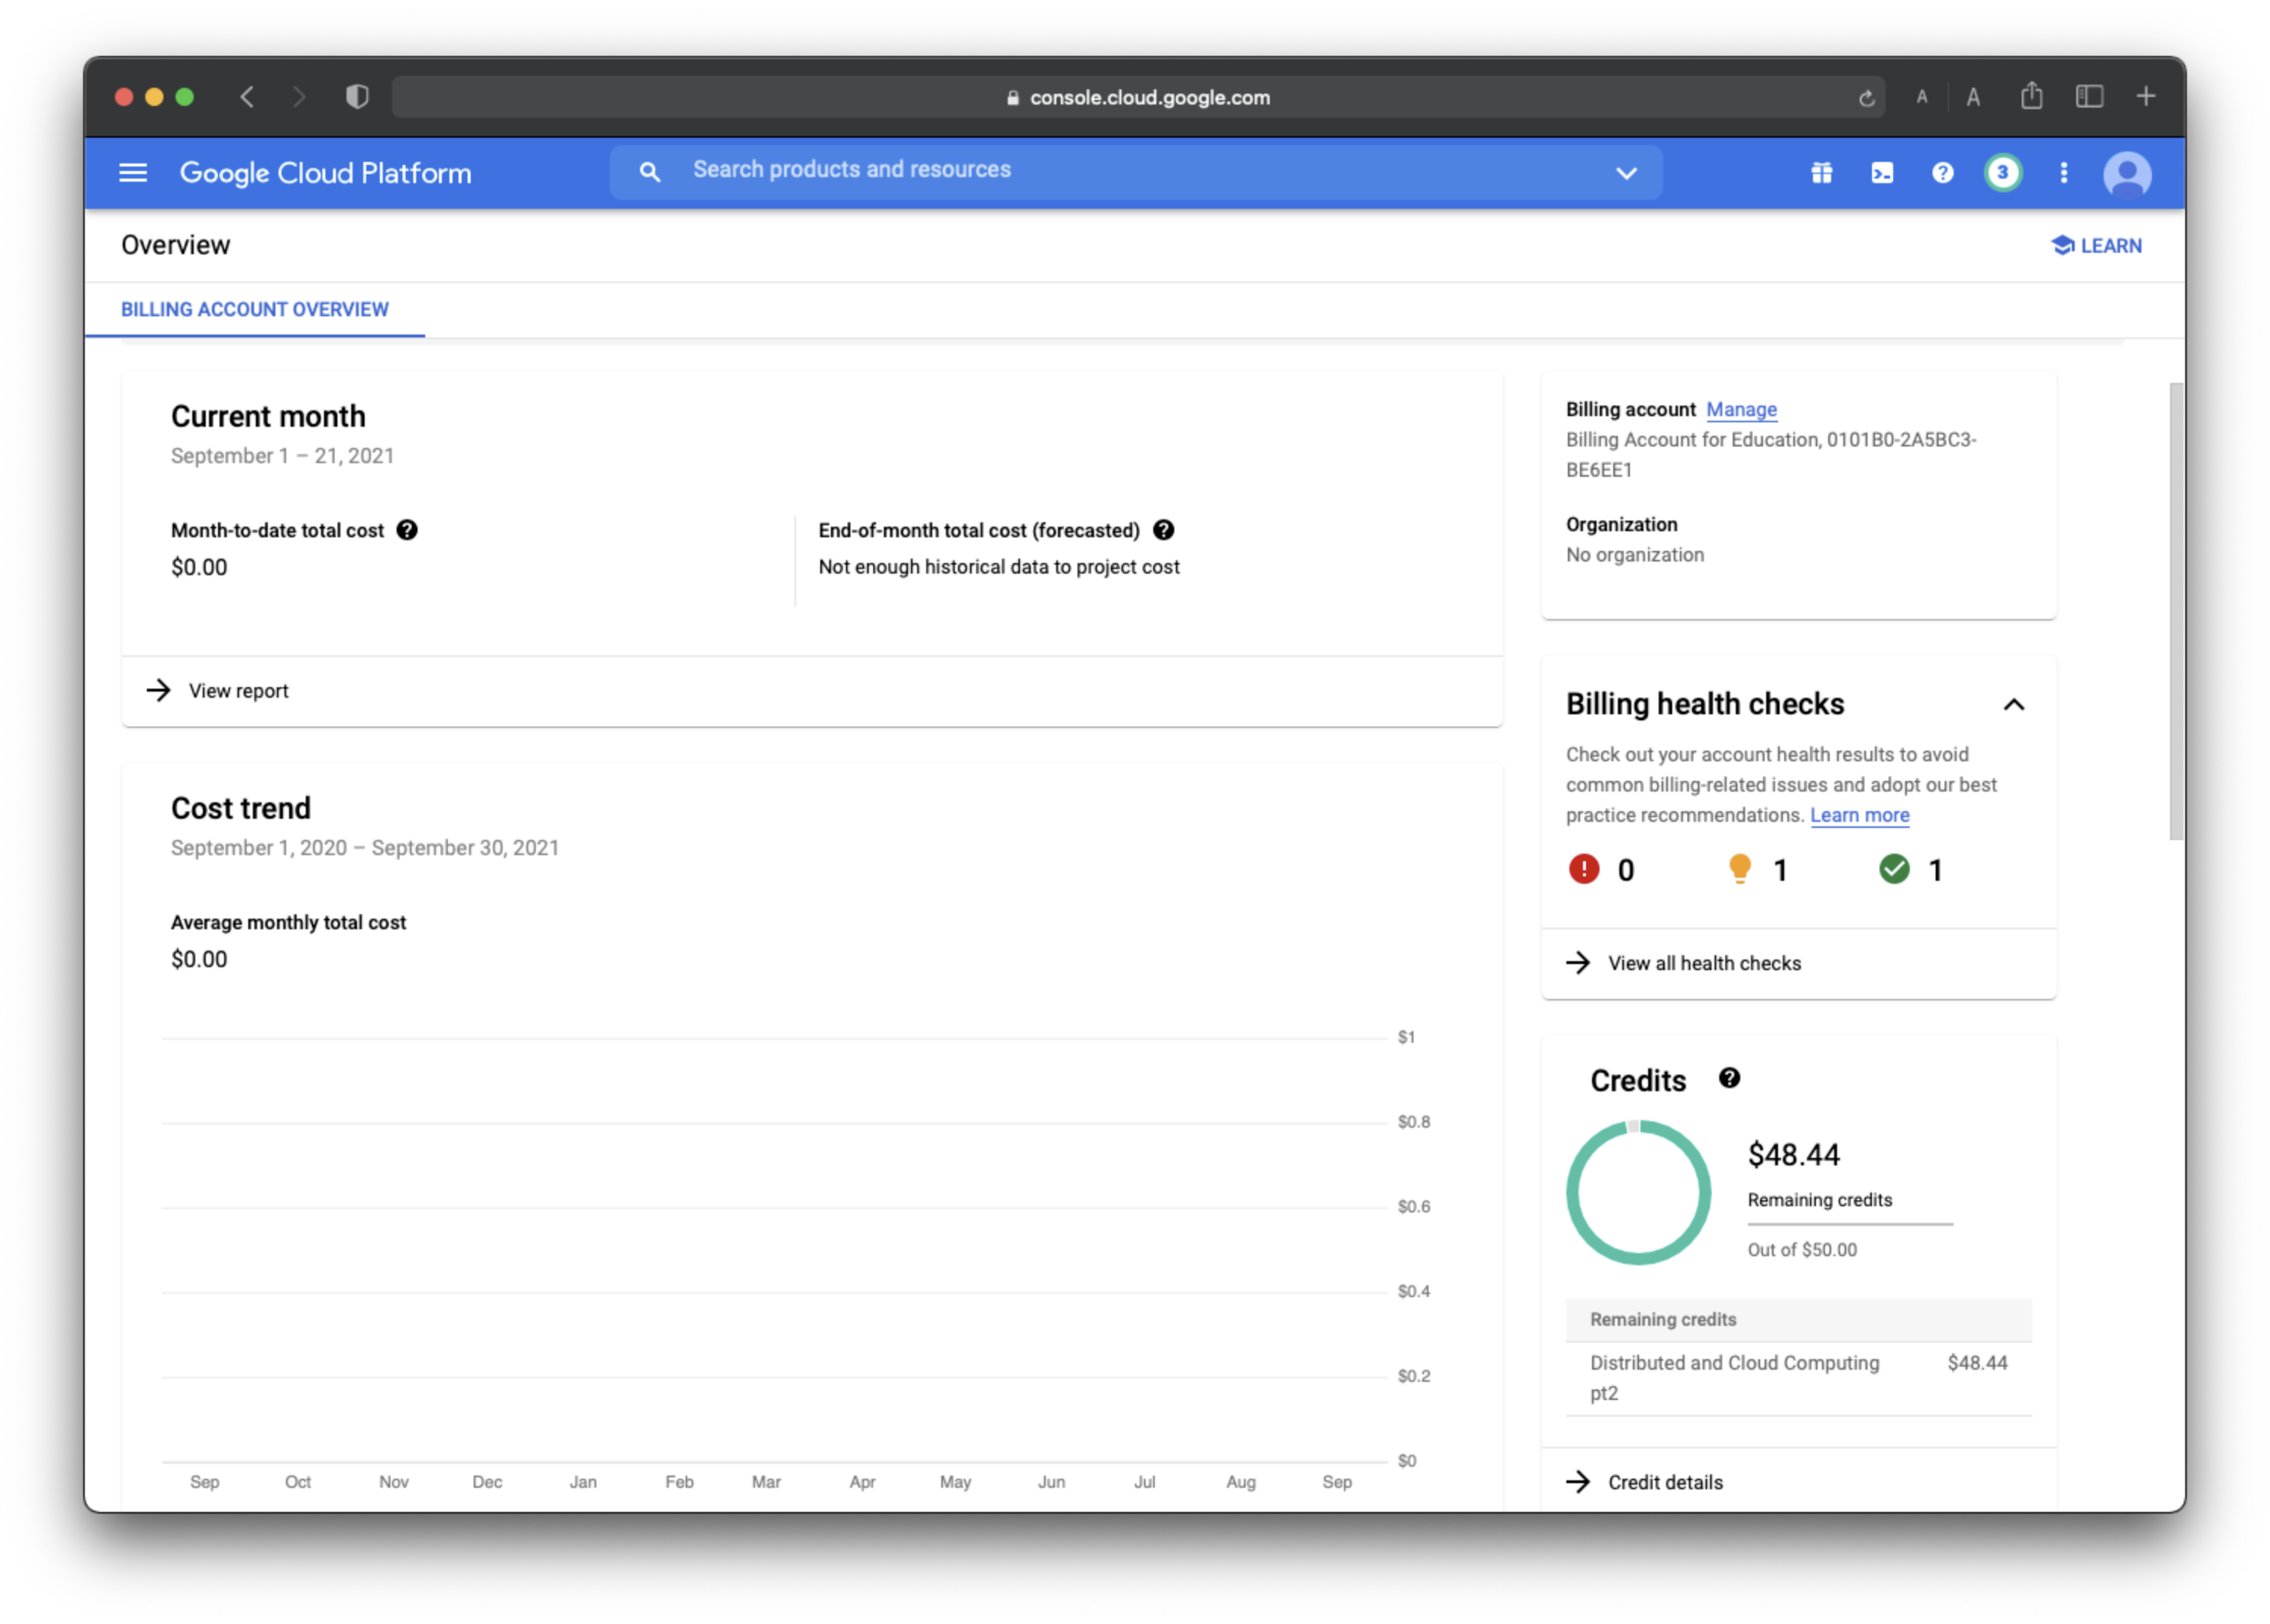 console.cloud.google.com
A
A
Google Cloud Platform
Search products and resources
3
Overview
LEARN
BILLING ACCOUNT OVERVIEW
Current month
September 1 – 21, 2021
Month-to-date total cost
$0.00
End-of-month total cost (forecasted)
Not enough historical data to project cost
View report
Cost trend
September 1, 2020 – September 30, 2021
Average monthly total cost
$0.00
$1
$0.8
$0.6
$0.4
$0.2
$0
Sep Oct Nov Dec Jan Feb Mar Apr May Jun Jul Aug Sep
Billing account Manage
Billing Account for Education, 0101B0-2A5BC3-
BE6EE1
Organization
No organization
Billing health checks
Check out your account health results to avoid
common billing-related issues and adopt our best
practice recommendations. Learn more
0 1 1
View all health checks
Credits
$48.44
Remaining credits
Out of $50.00
Remaining credits
Distributed and Cloud Computing $48.44
pt2
Credit details